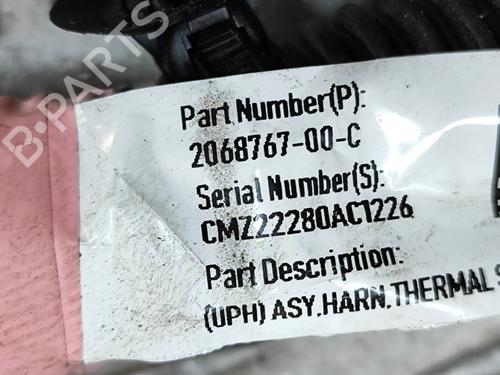 B-PARTS
Part Number(P):
2068767-00-C
Serial Number(S):
CMZ22280AC1226
Part Description:
(UPH) ASY,HARN,THERMAL S